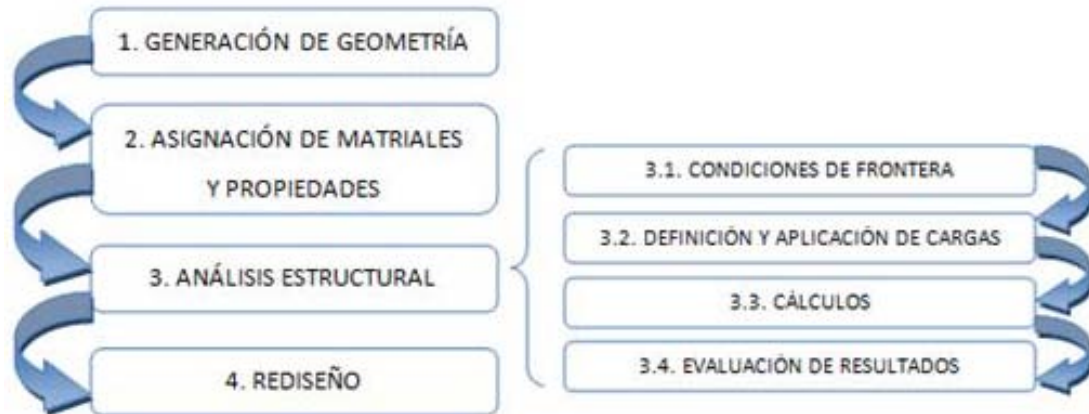 1. GENERACIÓN DE GEOMETRÍA
2. ASIGNACIÓN DE MATRIALES
Y PROPIEDADES
3. ANÁLISIS ESTRUCTURAL
4. REDISEÑO
3.1. CONDICIONES DE FRONTERA
3.2. DEFINICIÓN Y APLICACIÓN DE CARGAS
3.3. CÁLCULOS
3.4. EVALUACIÓN DE RESULTADOS